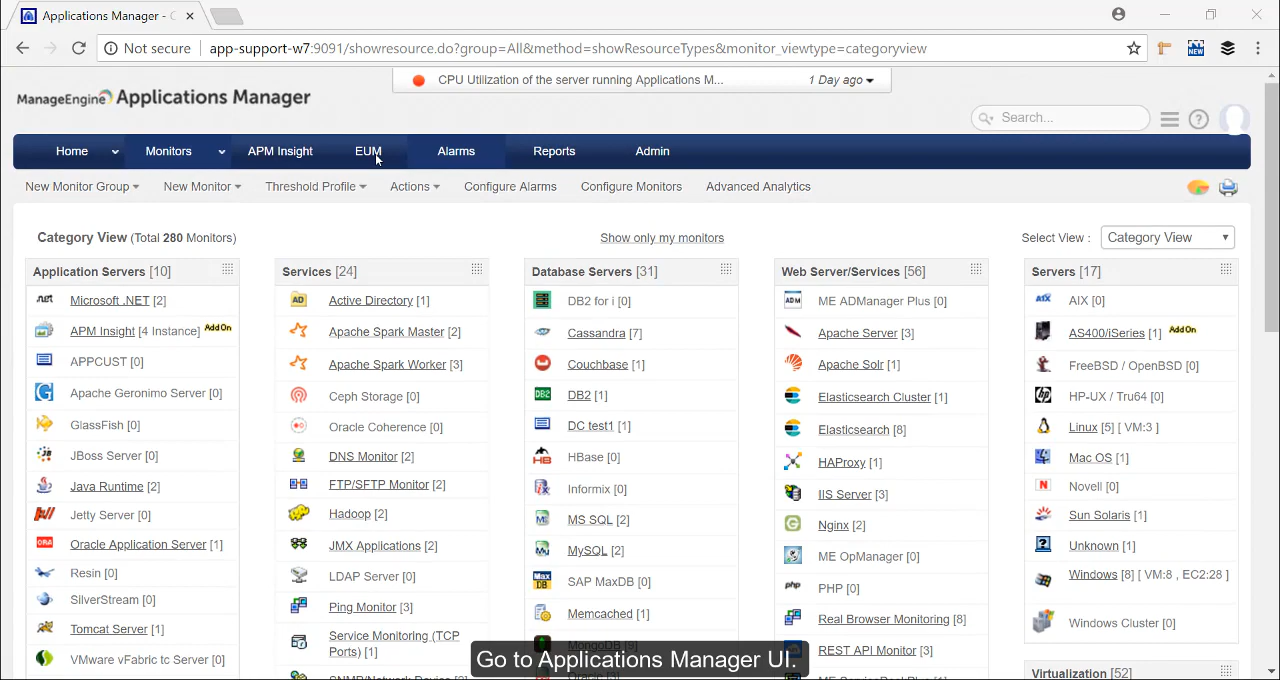 Applications Manager - C
Not secure | app-support-w7:9091/showresource.do?group=All&method=showResourceTypes&monitor_viewtype=categoryview
NEW
CPU Utilization of the server running Applications M... 1 Day ago
ManageEngine Applications Manager
Search...
Home Monitors APM Insight EUM Alarms Reports Admin
New Monitor Group New Monitor Threshold Profile Actions Configure Alarms Configure Monitors Advanced Analytics
Category View (Total 280 Monitors) Show only my monitors Select View : Category View
Application Servers [10]
Microsoft .NET [2]
APM Insight [4 Instance] Add On
APPCUST [0]
Apache Geronimo Server [0]
GlassFish [0]
JBoss Server [0]
Java Runtime [2]
Jetty Server [0]
Oracle Application Server [1]
Resin [0]
SilverStream [0]
Tomcat Server [1]
VMware vFabric tc Server [0]
Services [24]
Active Directory [1]
Apache Spark Master [2]
Apache Spark Worker [3]
Ceph Storage [0]
Oracle Coherence [0]
DNS Monitor [2]
FTP/SFTP Monitor [2]
Hadoop [2]
JMX Applications [2]
LDAP Server [0]
Ping Monitor [3]
Service Monitoring (TCP
Ports) [1]
Database Servers [31]
DB2 for i [0]
Cassandra [7]
Couchbase [1]
DB2 [1]
DC test1 [1]
HBase [0]
Informix [0]
MS SQL [2]
MySQL [2]
SAP MaxDB [0]
Memcached [1]
Web Server/Services [56]
ME ADManager Plus [0]
Apache Server [3]
Apache Solr [1]
Elasticsearch Cluster [1]
Elasticsearch [8]
HAProxy [1]
IIS Server [3]
Nginx [2]
ME OpManager [0]
PHP [0]
Real Browser Monitoring [8]
REST API Monitor [3]
Servers [17]
AIX [0]
AS400/iSeries [1] Add On
FreeBSD / OpenBSD [0]
HP-UX / Tru64 [0]
Linux [5] [ VM:3 ]
Mac OS [1]
Novell [0]
Sun Solaris [1]
Unknown [1]
Windows [8] [ VM:8 , EC2:28 ]
Windows Cluster [0]
Virtualization [52]
Go to Applications Manager UI.